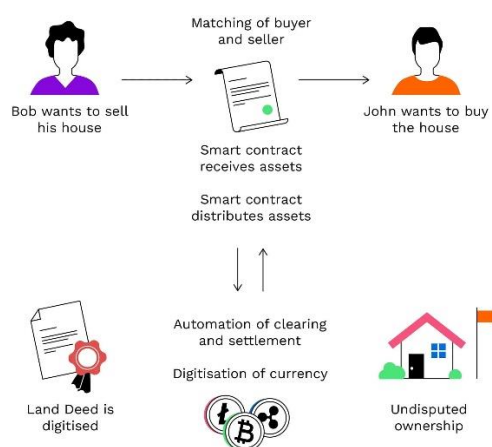 Matching of buyer
and seller
Bob wants to sell
his house
John wants to buy
the house
Smart contract
receives assets
Smart contract
distributes assets
Automation of clearing
and settlement
Digitisation of currency
Land Deed is
digitised
Undisputed
ownership